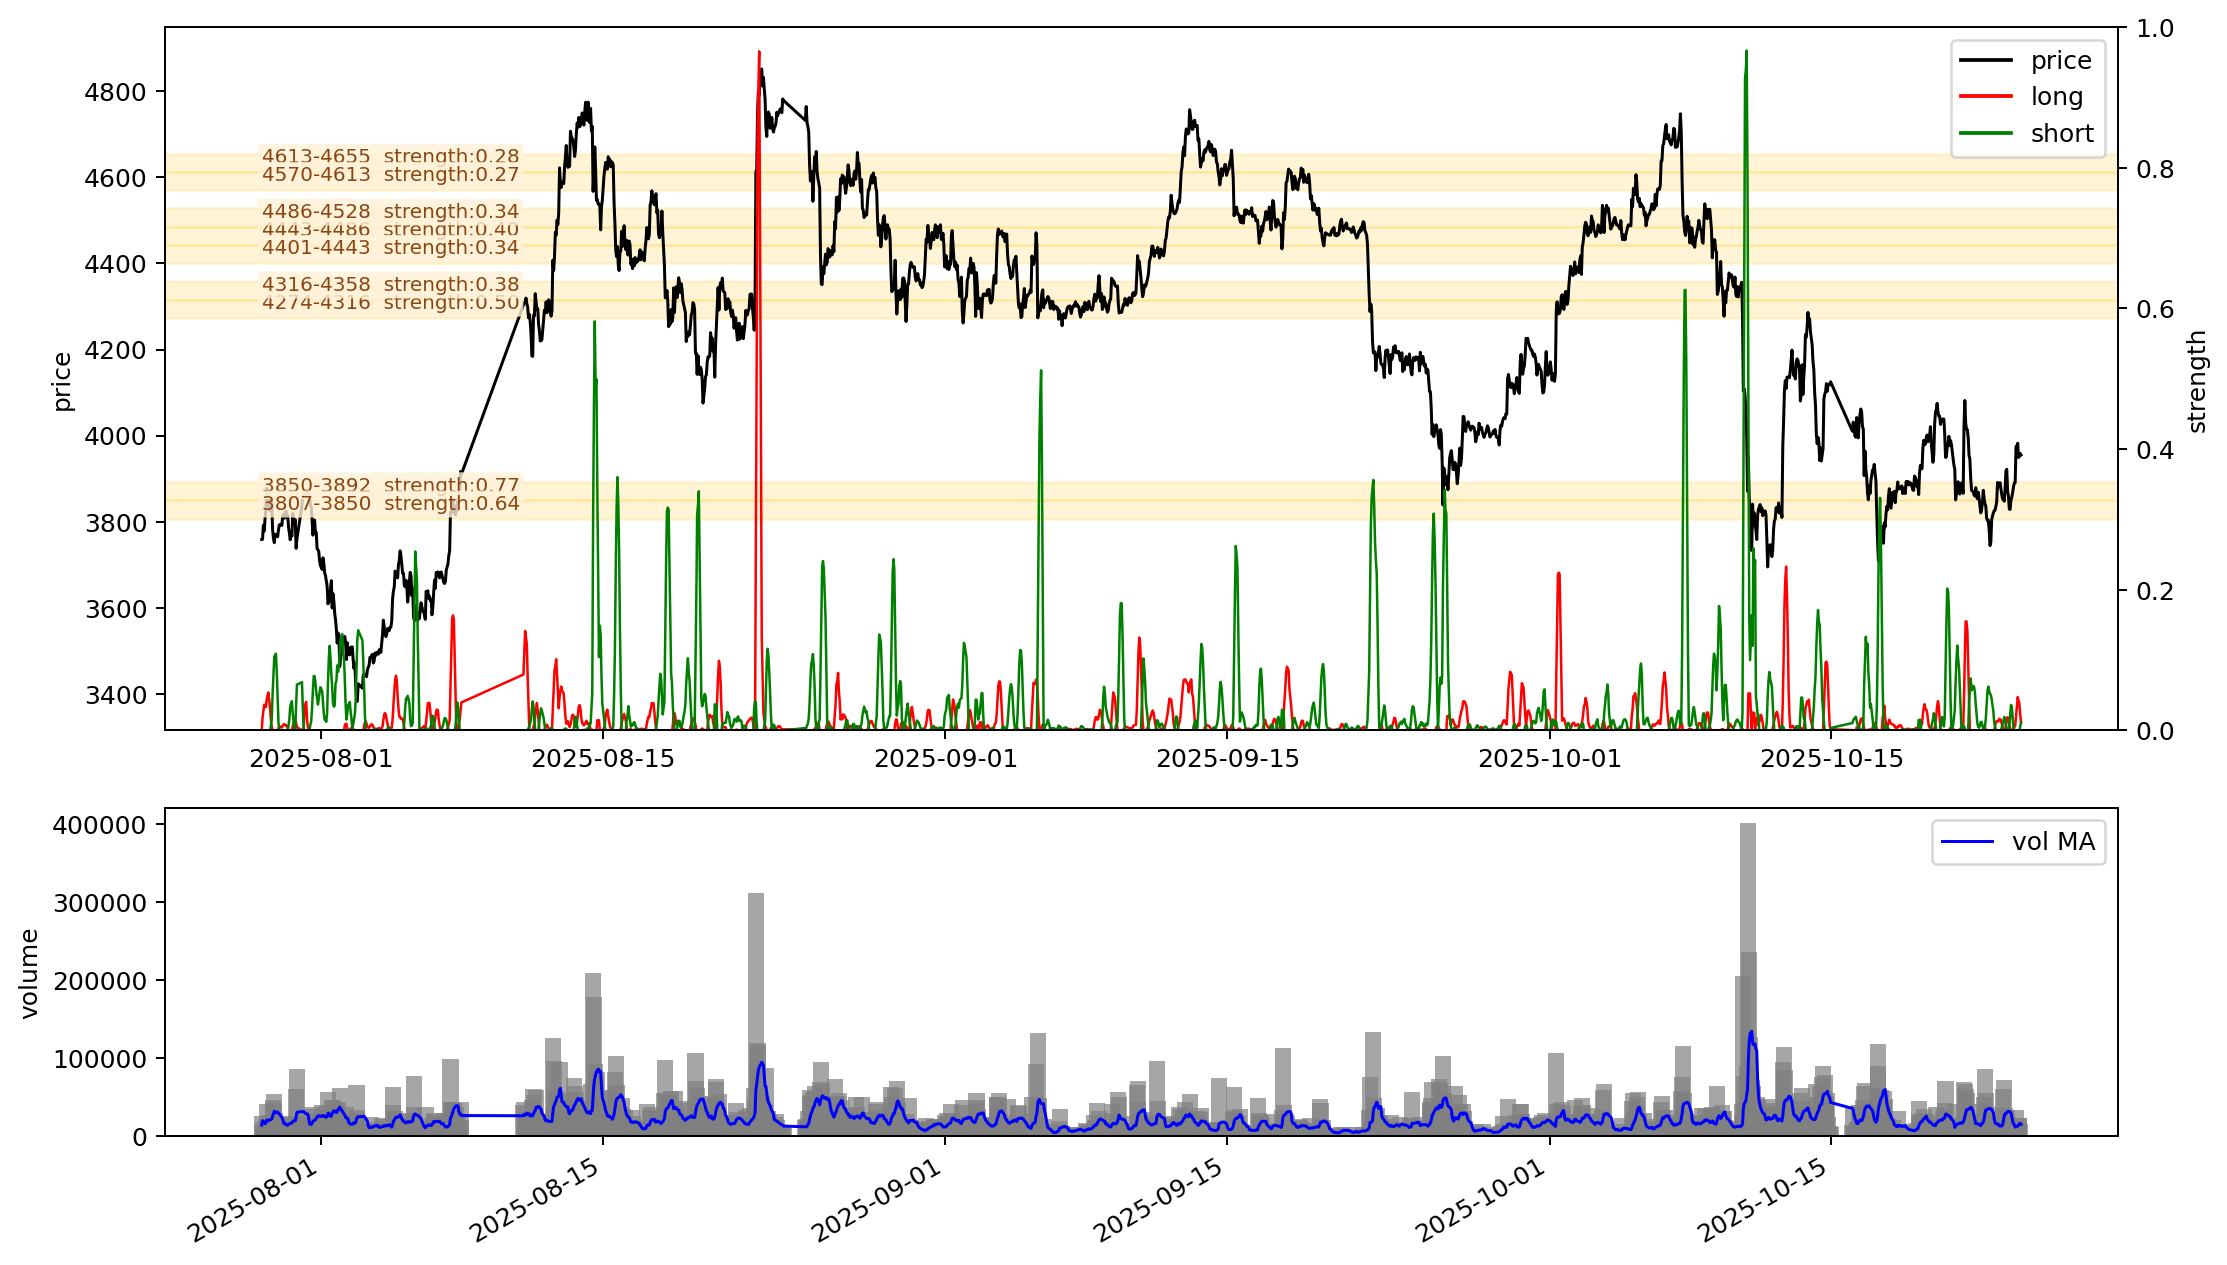 4800
4600
4400
4200
4000
3800
3600
3400
price
1.0
0.8
0.6
0.4
0.2
0.0
strength
price
long
short
4613-4655 strength:0.28
4570-4613 strength:0.27
4486-4528 strength:0.34
4443-4486 strength:0.40
4401-4443 strength:0.34
4316-4358 strength:0.38
4274-4316 strength:0.50
3850-3892 strength:0.77
3807-3850 strength:0.64
2025-08-01
2025-08-15
2025-09-01
2025-09-15
2025-10-01
2025-10-15
400000
300000
200000
100000
0
volume
vol MA
2025-08-01
2025-08-15
2025-09-01
2025-09-15
2025-10-01
2025-10-15